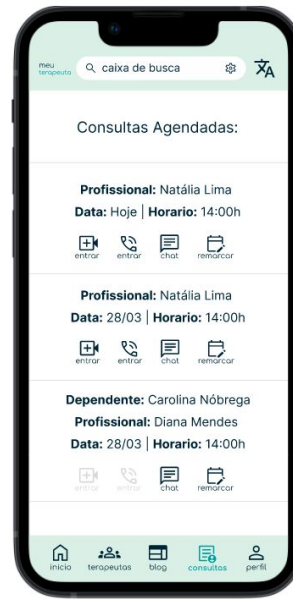 meu
terapeuta
caixa de busca
Consultas Agendadas:
Profissional: Natália Lima
Data: Hoje | Horario: 14:00h
entrar entrar chat remarcar
Profissional: Natália Lima
Data: 28/03 | Horario: 14:00h
entrar entrar chat remarcar
Dependente: Carolina Nóbrega
Profissional: Diana Mendes
Data: 28/03 | Horario: 14:00h
entrar entrar chat remarcar
inicio terapeutas blog consultas perfil